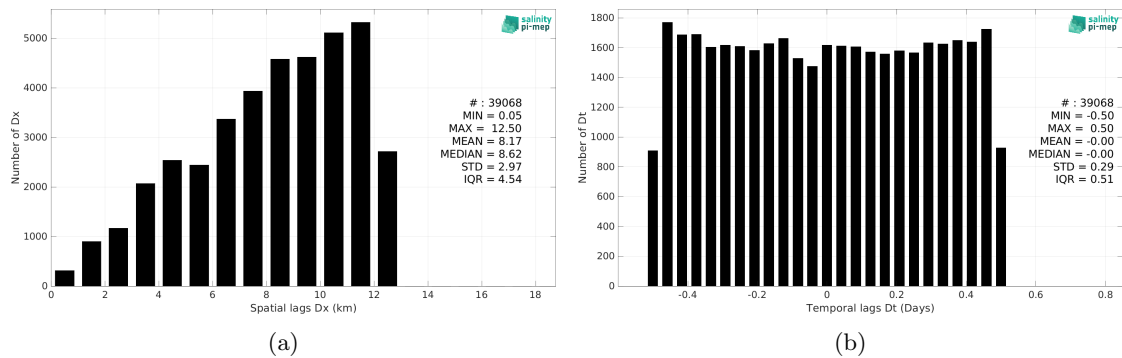 salinity
pi-mep
# : 39068
MIN = 0.05
MAX = 12.50
MEAN = 8.17
MEDIAN = 8.62
STD = 2.97
IQR = 4.54
Number of Dx
5000
4000
3000
2000
1000
0
0 2 4 6 8 10 12 14 16 18
Spatial lags Dx (km)
(a)
salinity
pi-mep
# : 39068
MIN = -0.50
MAX = 0.50
MEAN = -0.00
MEDIAN = -0.00
STD = 0.29
IQR = 0.51
Number of Dt
1800
1600
1400
1200
1000
800
600
400
200
0
-0.4 -0.2 0 0.2 0.4 0.6 0.8
Temporal lags Dt (Days)
(b)